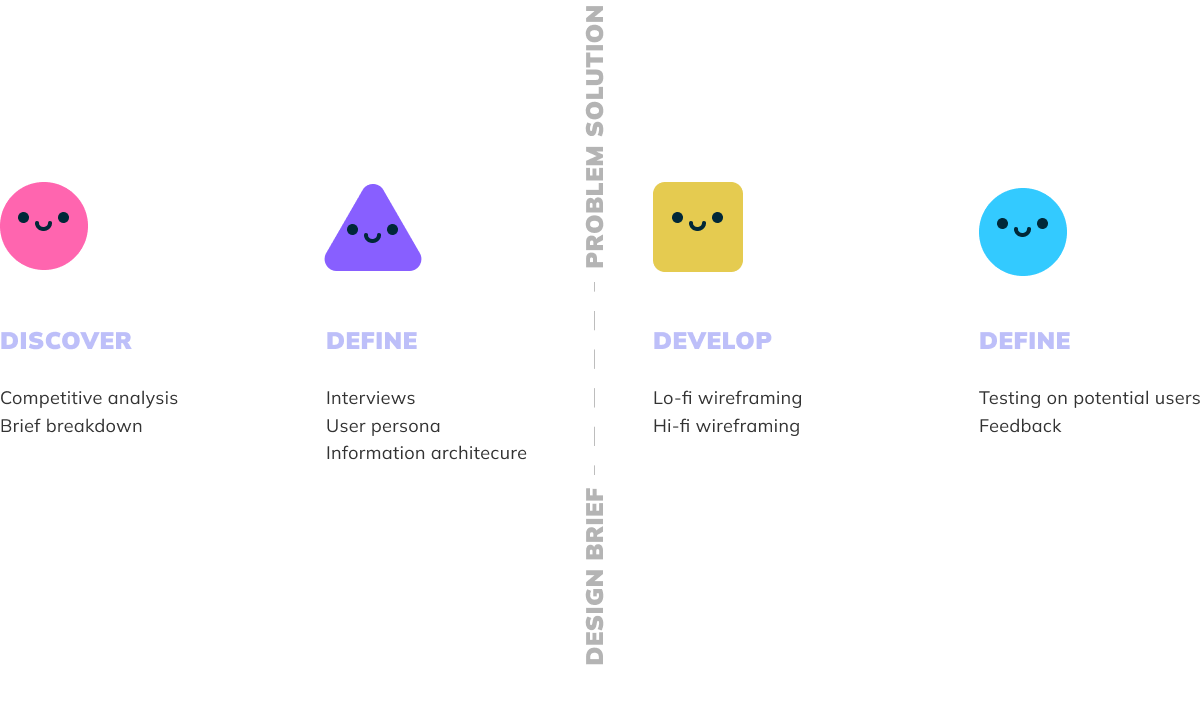 PROBLEM SOLUTION
DISCOVER
Competitive analysis
Brief breakdown
DEFINE
Interviews
User persona
Information architecure
DEVELOP
Lo-fi wireframing
Hi-fi wireframing
DEFINE
Testing on potential users
Feedback
DESIGN BRIEF